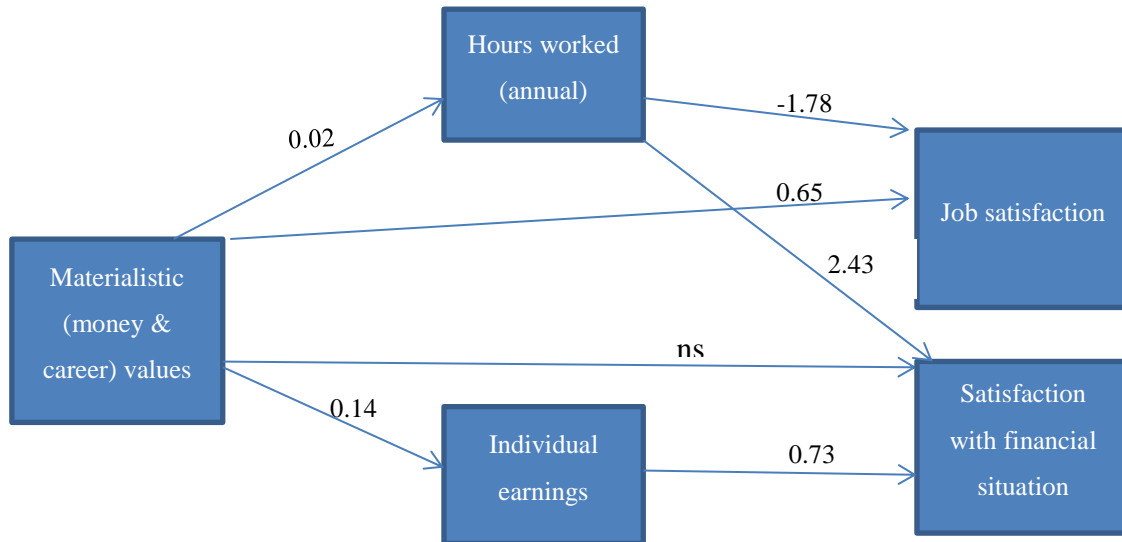 Hours worked
(annual)
-1.78
0.02
0.65
Job satisfaction
2.43
Materialistic
(money &
career) values
ns
0.14
Satisfaction
with financial
situation
Individual
earnings
0.73